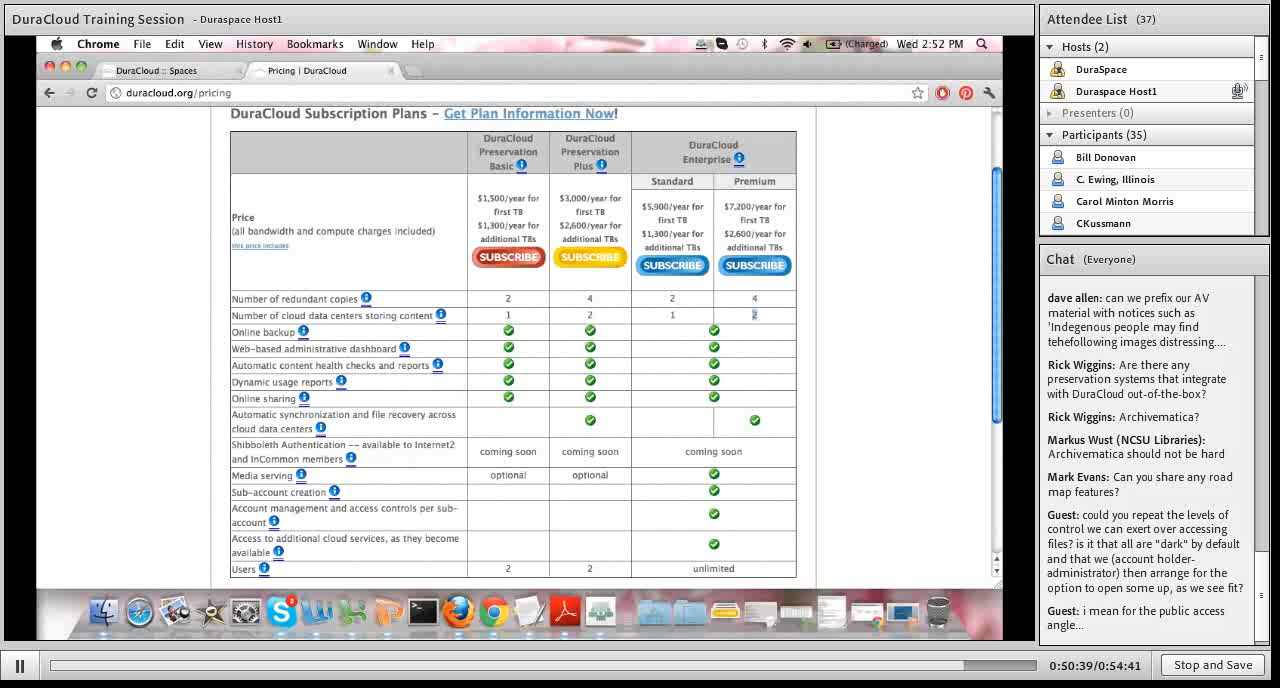 DuraCloud Training Session - Duraspace Host1
Chrome File Edit View History Bookmarks Window Help
(Charged) Wed 2:52 PM
DuraCloud :: Spaces
Pricing | DuraCloud
duracloud.org/pricing
DuraCloud Subscription Plans – Get Plan Information Now!
DuraCloud
Preservation
Basic
DuraCloud
Preservation
Plus
DuraCloud
Enterprise
Standard
Premium
Price
(all bandwidth and compute charges included)
this price includes
$1,500/year for
first TB
$1,300/year for
additional TBs
SUBSCRIBE
$3,000/year for
first TB
$2,600/year for
additional TBs
SUBSCRIBE
$5,900/year for
first TB
$1,300/year for
additional TBs
SUBSCRIBE
$7,200/year for
first TB
$2,600/year for
additional TBs
SUBSCRIBE
Number of redundant copies 2 4 2 4
Number of cloud data centers storing content 1 2 1 2
Online backup
Web-based administrative dashboard
Automatic content health checks and reports
Dynamic usage reports
Online sharing
Automatic synchronization and file recovery across
cloud data centers
Shibboleth Authentication -- available to Internet2
and InCommon members
coming soon coming soon coming soon
Media serving optional optional
Sub-account creation
Account management and access controls per sub-
account
Access to additional cloud services, as they become
available
Users 2 2 unlimited
Attendee List (37)
Hosts (2)
DuraSpace
Duraspace Host1
Presenters (0)
Participants (35)
Bill Donovan
C. Ewing, Illinois
Carol Minton Morris
CKussmann
Chat (Everyone)
dave allen: can we prefix our AV
material with notices such as
'Indegenous people may find
tehefollowing images distressing....
Rick Wiggins: Are there any
preservation systems that integrate
with DuraCloud out-of-the-box?
Rick Wiggins: Archivematica?
Markus Wust (NCSU Libraries):
Archivematica should not be hard
Mark Evans: Can you share any road
map features?
Guest: could you repeat the levels of
control we can exert over accessing
files? is it that all are "dark" by default
and that we (account holder-
administrator) then arrange for the
option to open some up, as we see fit?
Guest: i mean for the public access
angle...
0:50:39/0:54:41
Stop and Save